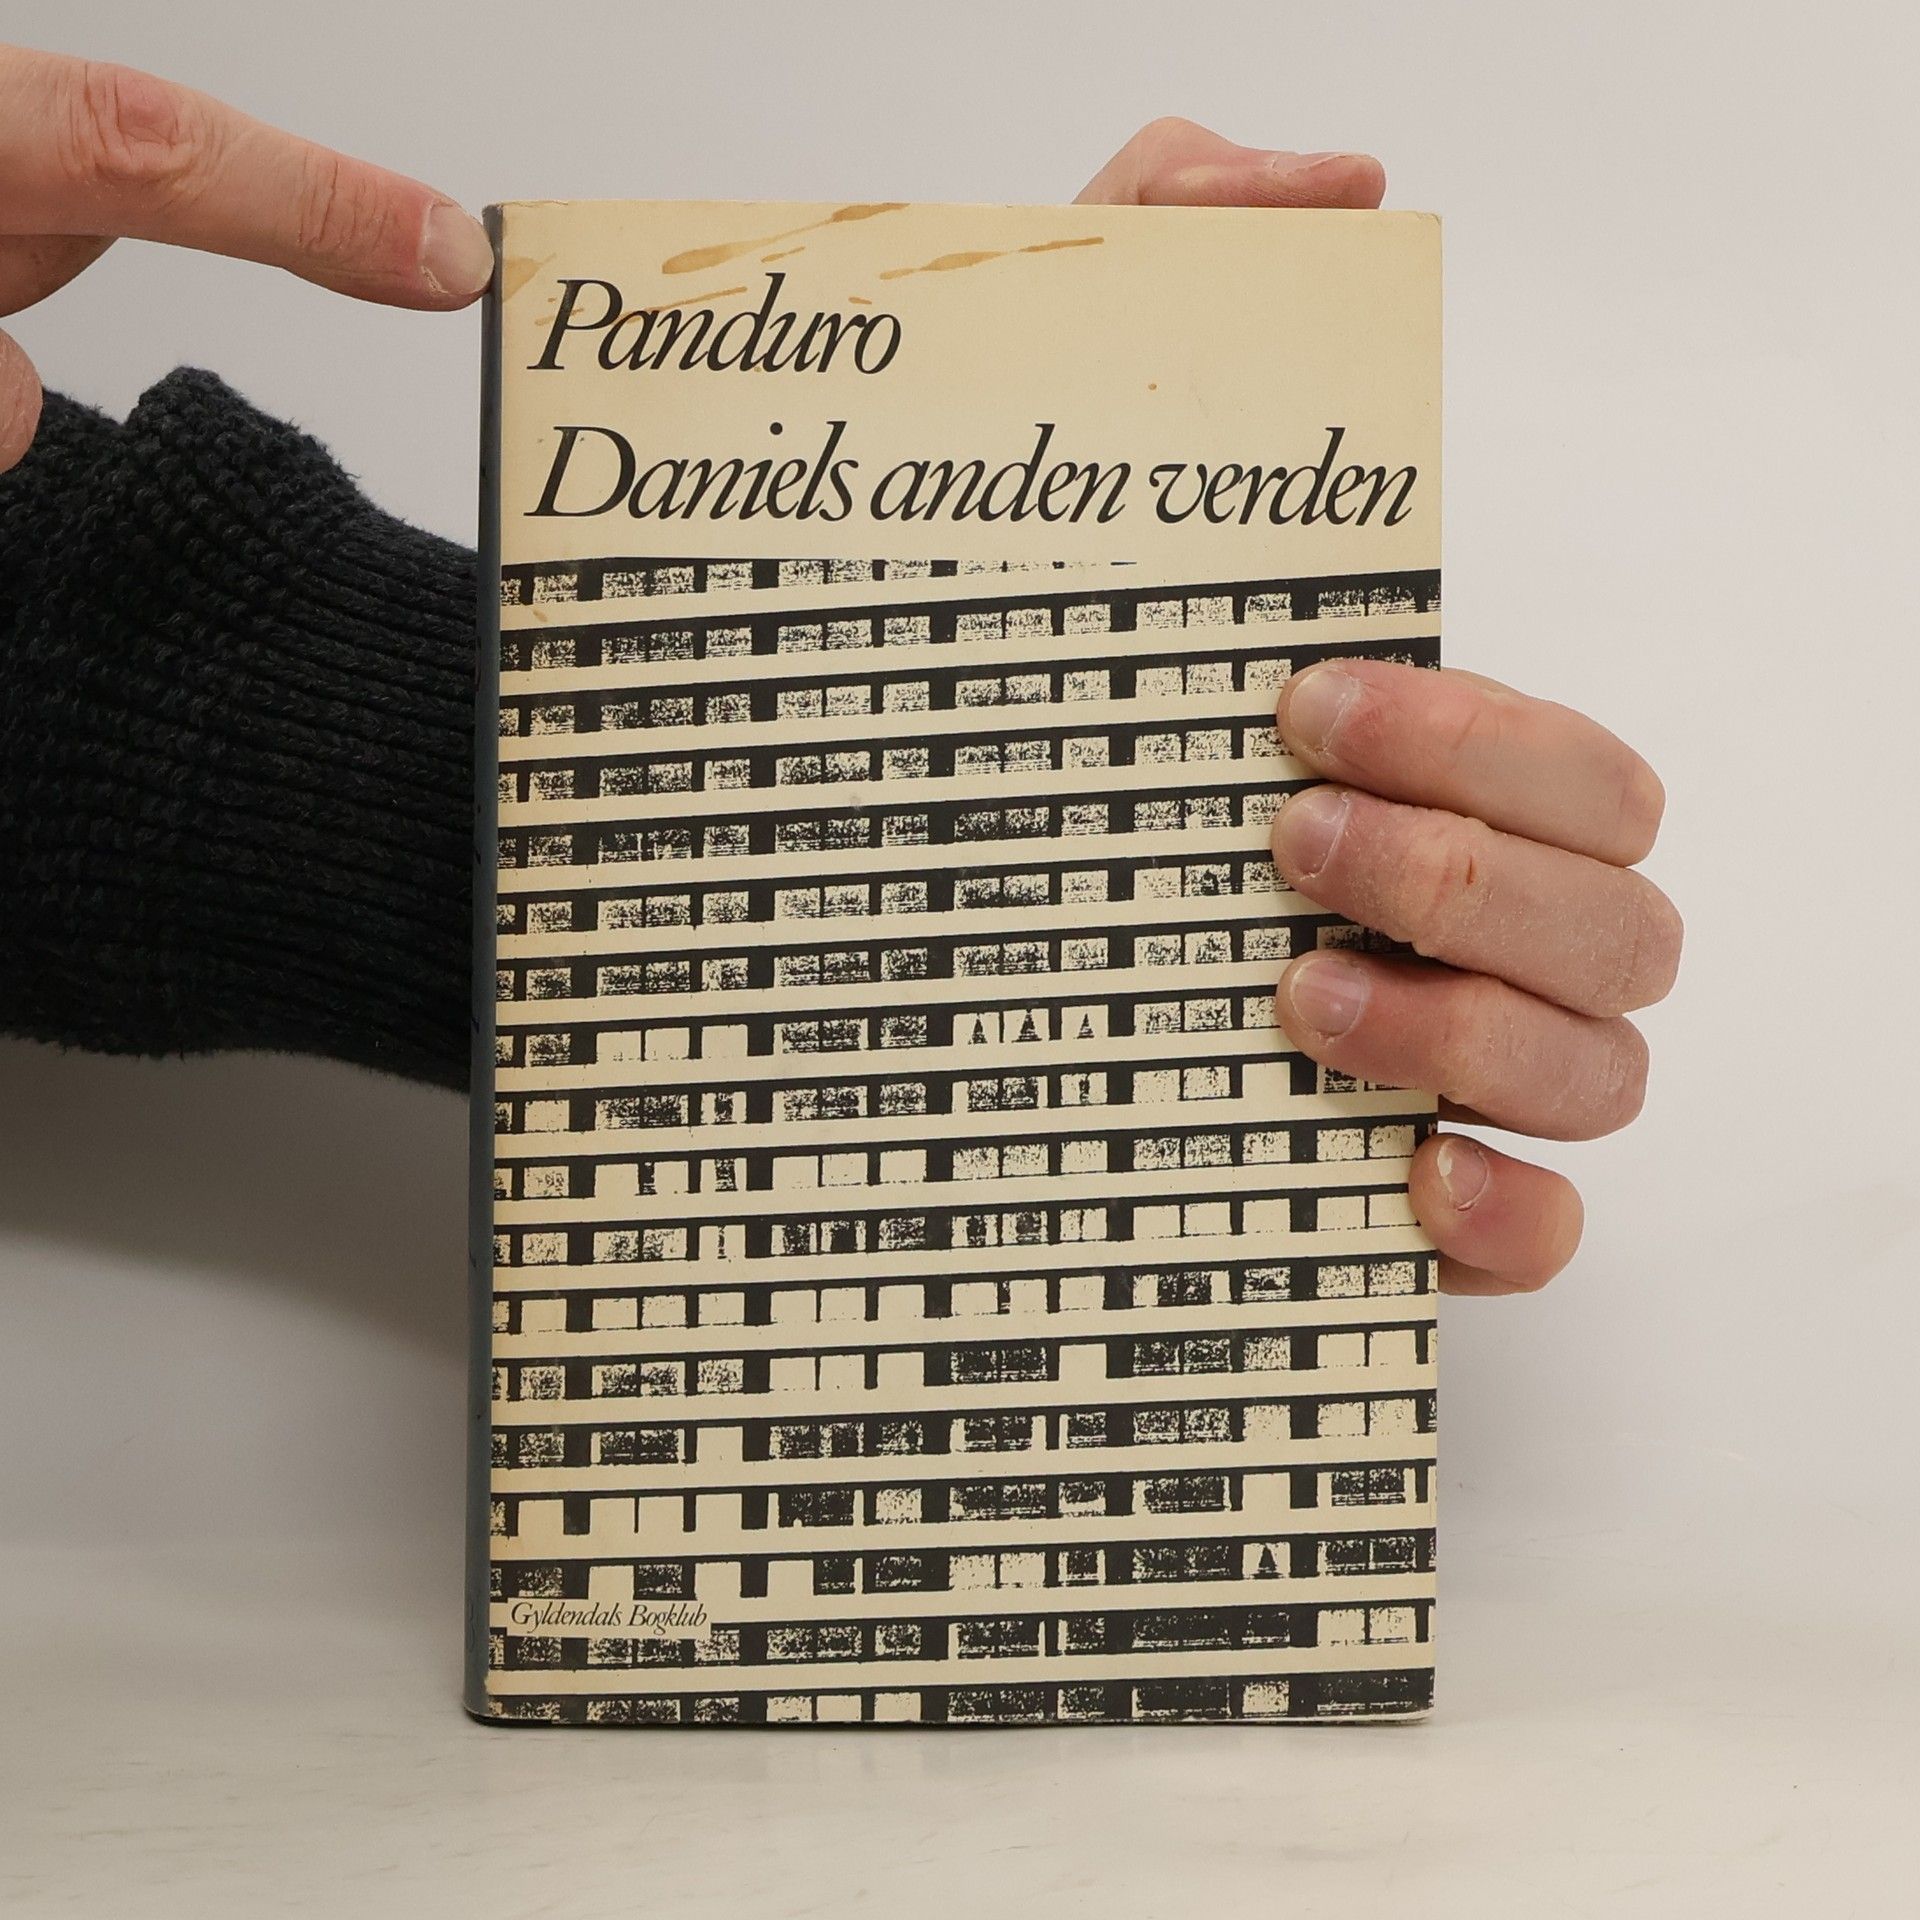 Panduro
Daniels anden verden
Gyldendals Bogklub